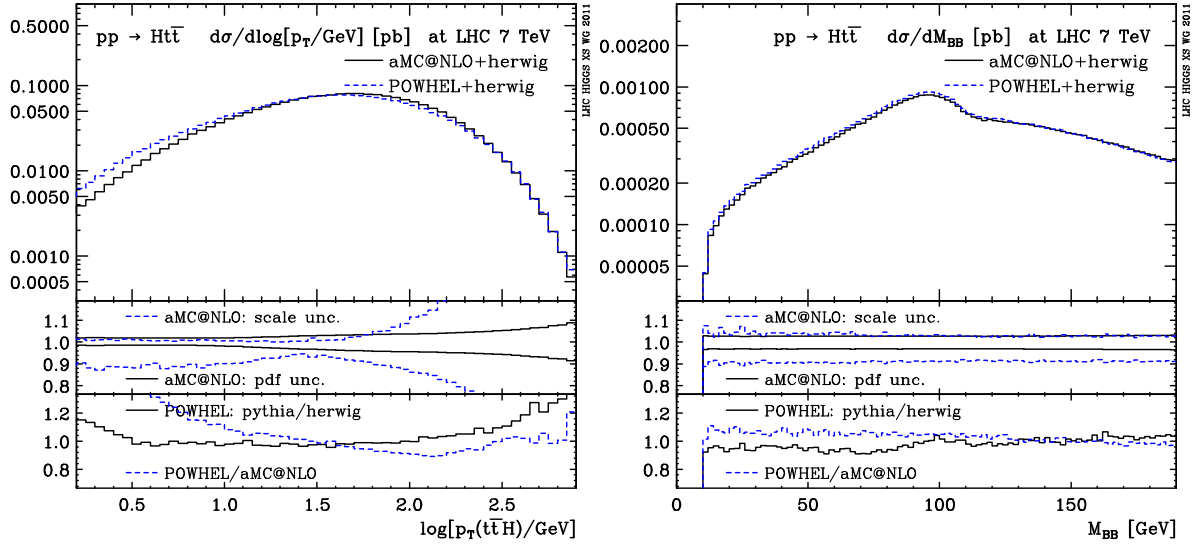 pp → Htt̅ dσ/dlog[p_T/GeV] [pb] at LHC 7 TeV
aMC@NLO+herwig
POWHEL+herwig
LHC HIGGS XS WG 2011
0.5000
0.1000
0.0500
0.0100
0.0050
0.0010
0.0005
aMC@NLO: scale unc.
aMC@NLO: pdf unc.
1.1
1.0
0.9
0.8
POWHEL: pythia/herwig
POWHEL/aMC@NLO
1.2
1.0
0.8
0.5 1.0 1.5 2.0 2.5
log[p_T(tt̅H)/GeV]
pp → Htt̅ dσ/dM_BB [pb] at LHC 7 TeV
aMC@NLO+herwig
POWHEL+herwig
LHC HIGGS XS WG 2011
0.00200
0.00100
0.00050
0.00020
0.00010
0.00005
aMC@NLO: scale unc.
aMC@NLO: pdf unc.
1.1
1.0
0.9
0.8
POWHEL: pythia/herwig
POWHEL/aMC@NLO
1.2
1.0
0.8
0 50 100 150
M_BB [GeV]